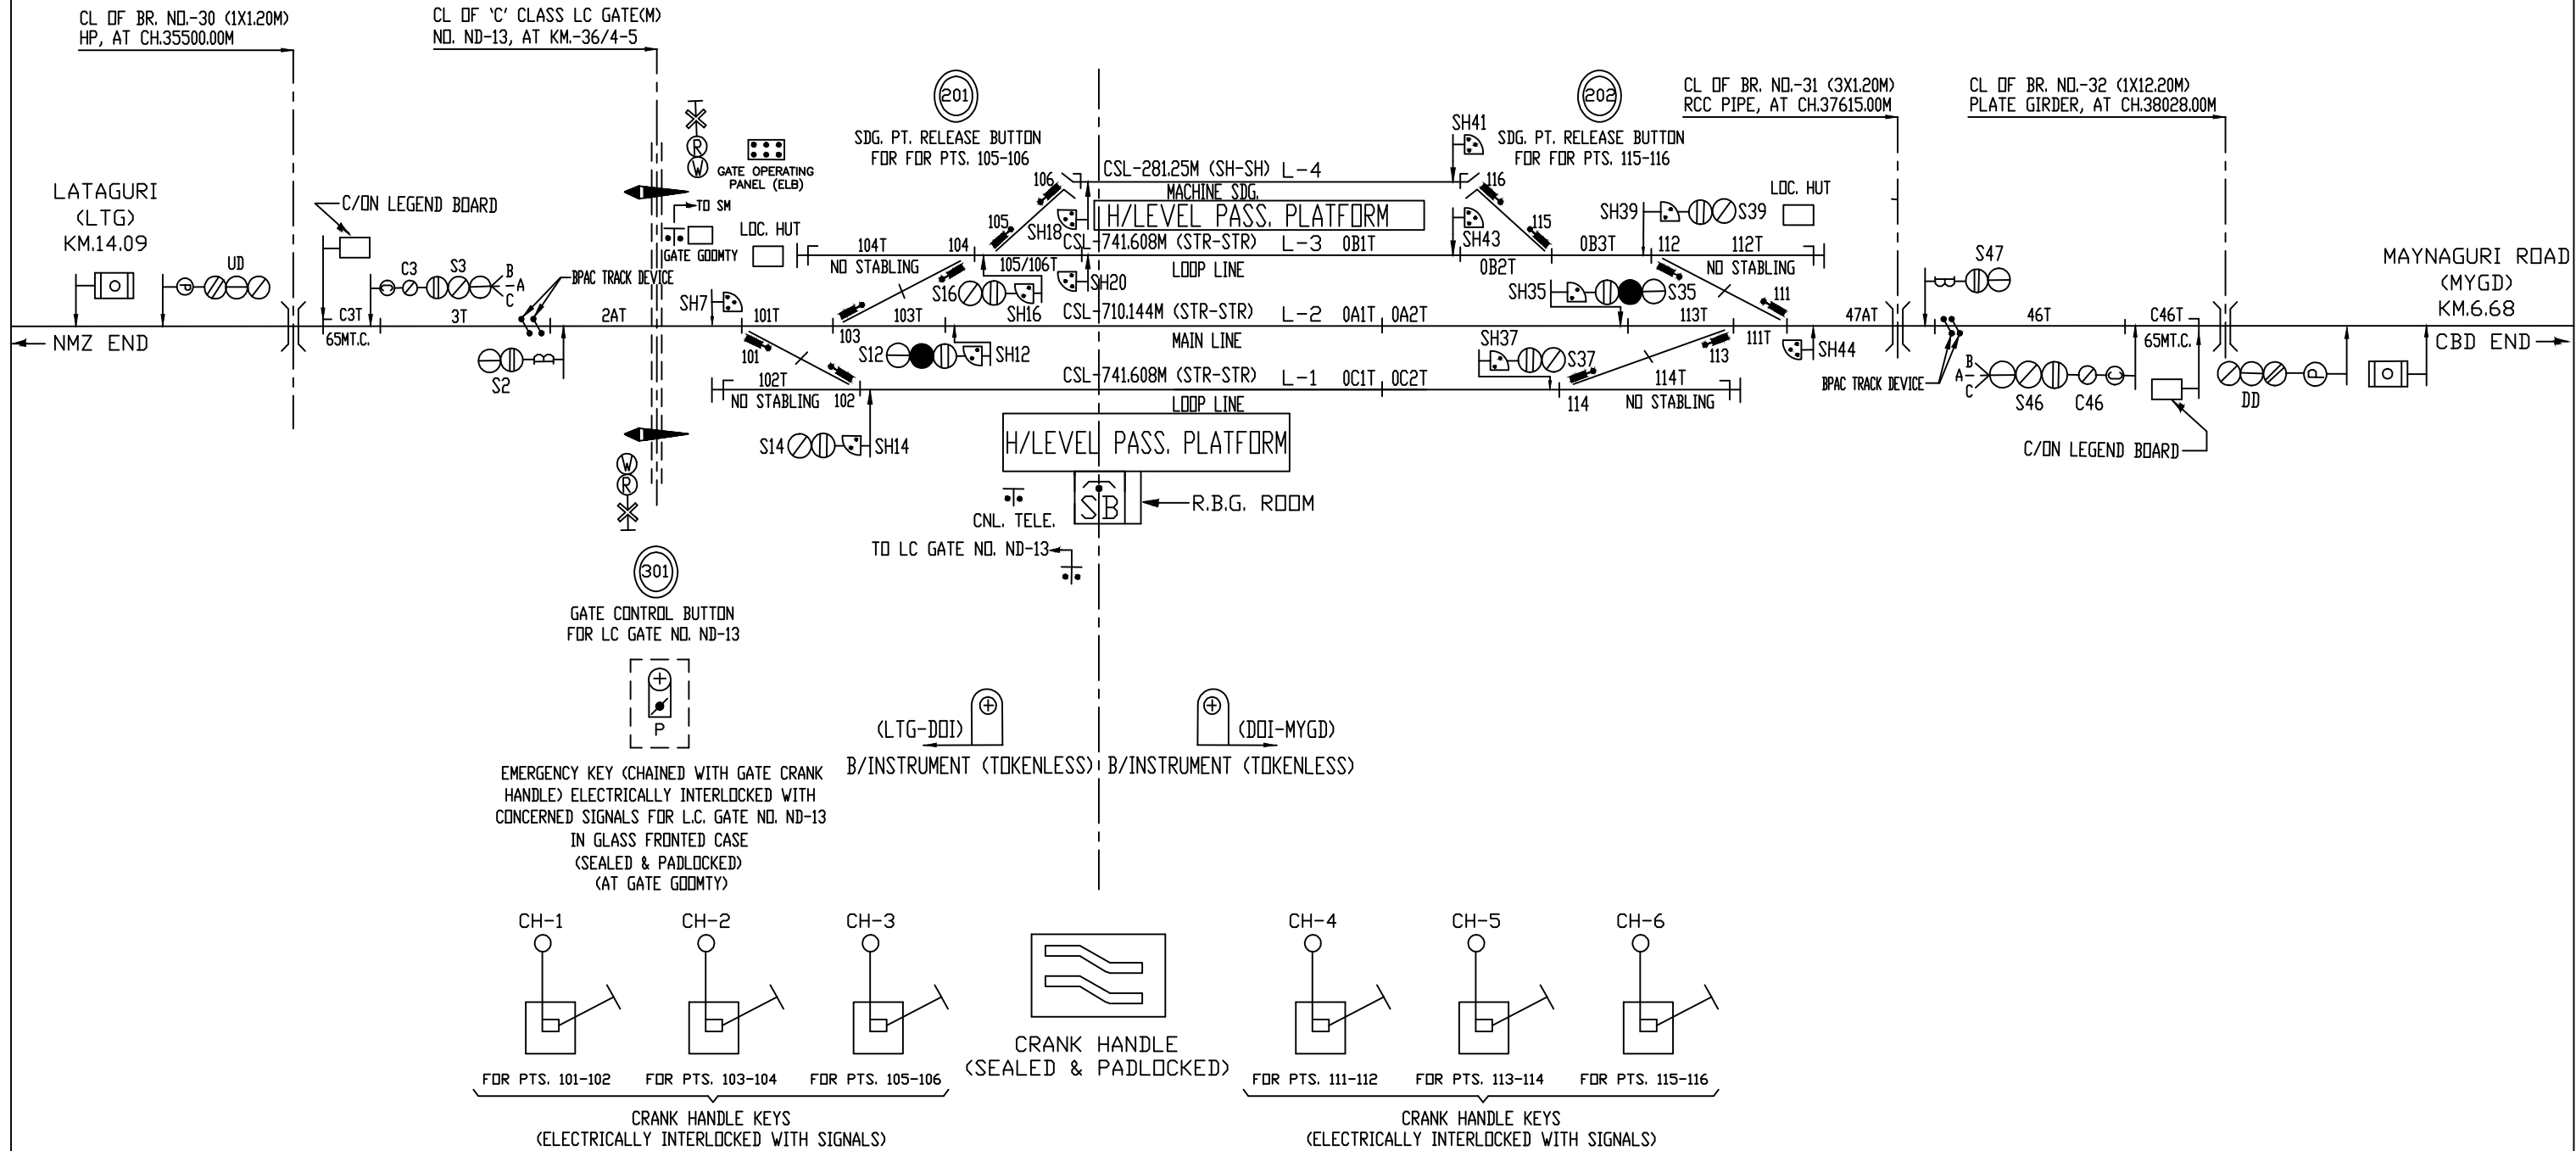 CL OF BR. NO.-30 (1X1.20M)
HP, AT CH.35500.00M
CL OF 'C' CLASS LC GATE(M)
NO. ND-13, AT KM.-36/4-5
201
SDG. PT. RELEASE BUTTON
FOR FOR PTS. 105-106
202
SDG. PT. RELEASE BUTTON
FOR FOR PTS. 115-116
CL OF BR. NO.-31 (3X1.20M)
RCC PIPE, AT CH.37615.00M
CL OF BR. NO.-32 (1X12.20M)
PLATE GIRDER, AT CH.38028.00M
LATAGURI
(LTG)
KM.14.09
C/ON LEGEND BOARD
R
W
GATE OPERATING
PANEL (ELB)
TO SM
GATE GOOMTY
LOC. HUT
106
105
SH18
CSL-281.25M (SH-SH) L-4
MACHINE SDG.
H/LEVEL PASS. PLATFORM
SH41
116
115
SH43
SH39
S39
LOC. HUT
MAYNAGURI ROAD
(MYGD)
KM.6.68
104T
104
NO STABLING
105/106T
CSL-741.608M (STR-STR) L-3 0B1T
LOOP LINE
0B2T
0B3T
112
112T
NO STABLING
111
S47
B
P
UD
C
C3
S3
B
A
C
BPAC TRACK DEVICE
SH7
S16
SH16
SH20
SH35
S35
NMZ END
C3T
65MT.C.
3T
2AT
101T
103
103T
CSL-710.144M (STR-STR) L-2 0A1T 0A2T
MAIN LINE
113T
113
111T
47AT
46T
C46T
65MT.C.
CBD END
S2
B
101
102T
NO STABLING
102
S12
SH12
CSL-741.608M (STR-STR) L-1 0C1T 0C2T
LOOP LINE
SH37
S37
114
114T
NO STABLING
SH44
BPAC TRACK DEVICE
B
A
C
S46
C46
C
DD
P
C/ON LEGEND BOARD
S14
SH14
H/LEVEL PASS. PLATFORM
W
R
CNL. TELE.
SB
R.B.G. ROOM
TO LC GATE NO. ND-13
301
GATE CONTROL BUTTON
FOR LC GATE NO. ND-13
P
EMERGENCY KEY (CHAINED WITH GATE CRANK
HANDLE) ELECTRICALLY INTERLOCKED WITH
CONCERNED SIGNALS FOR L.C. GATE NO. ND-13
IN GLASS FRONTED CASE
(SEALED & PADLOCKED)
(AT GATE GOOMTY)
(LTG-DOI)
B/INSTRUMENT (TOKENLESS)
(DOI-MYGD)
B/INSTRUMENT (TOKENLESS)
CH-1
CH-2
CH-3
CH-4
CH-5
CH-6
CRANK HANDLE
(SEALED & PADLOCKED)
FOR PTS. 101-102
FOR PTS. 103-104
FOR PTS. 105-106
FOR PTS. 111-112
FOR PTS. 113-114
FOR PTS. 115-116
CRANK HANDLE KEYS
(ELECTRICALLY INTERLOCKED WITH SIGNALS)
CRANK HANDLE KEYS
(ELECTRICALLY INTERLOCKED WITH SIGNALS)